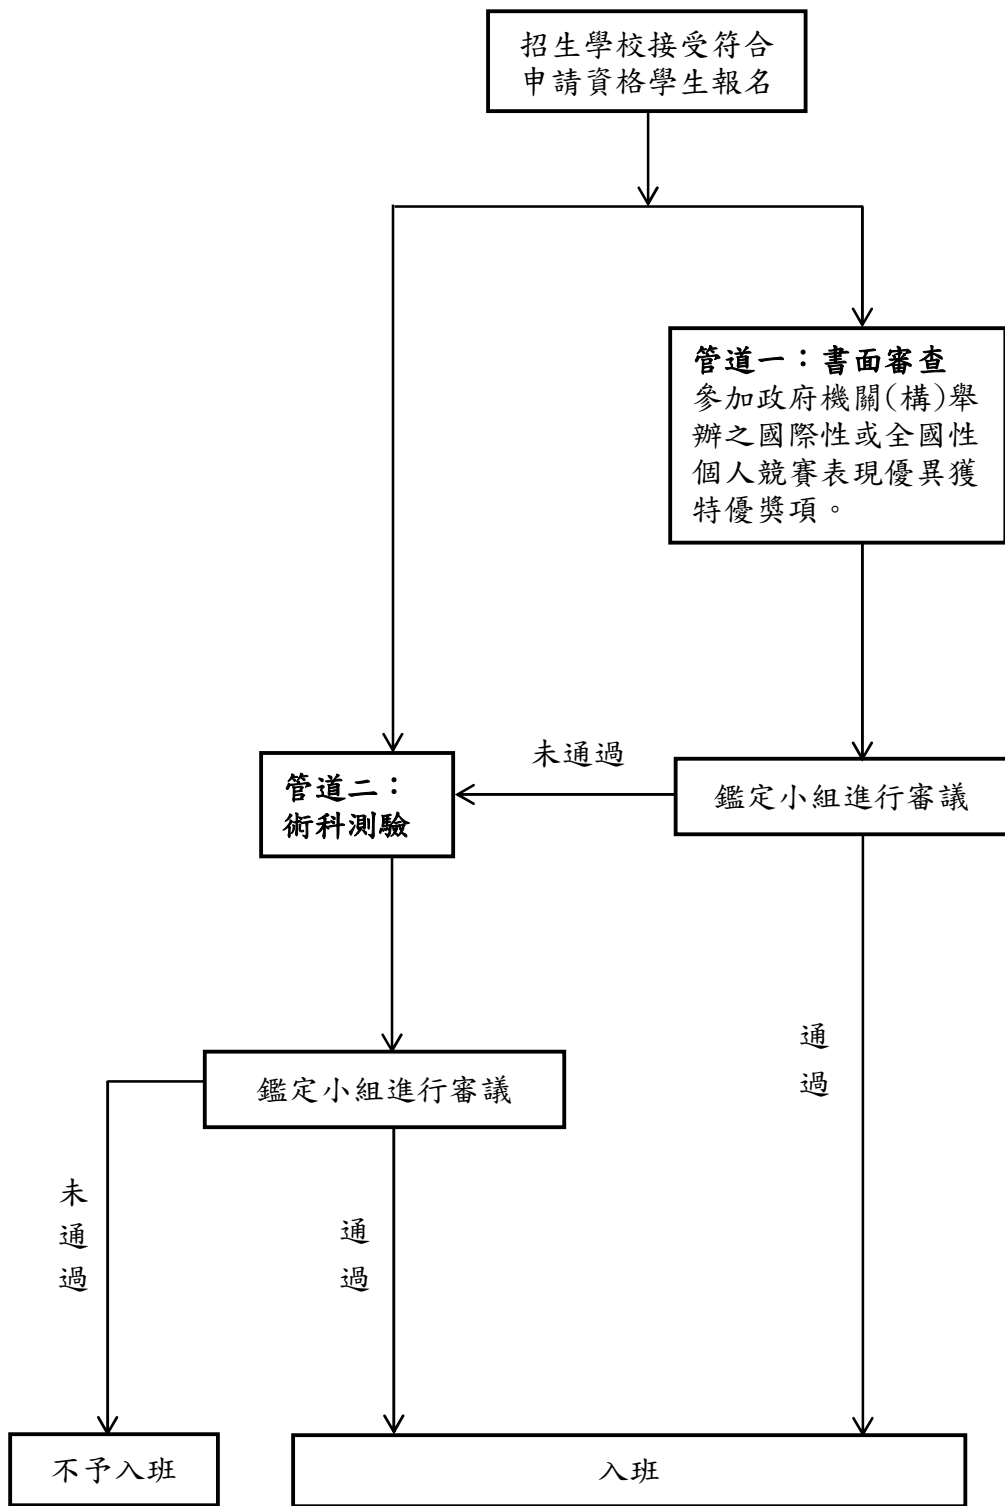 招生學校接受符合
申請資格學生報名
管道一：書面審查
參加政府機關(構)舉
辦之國際性或全國性
個人競賽表現優異獲
特優獎項。
管道二：
術科測驗
未通過
鑑定小組進行審議
通過
鑑定小組進行審議
未通過
通過
不予入班
入班